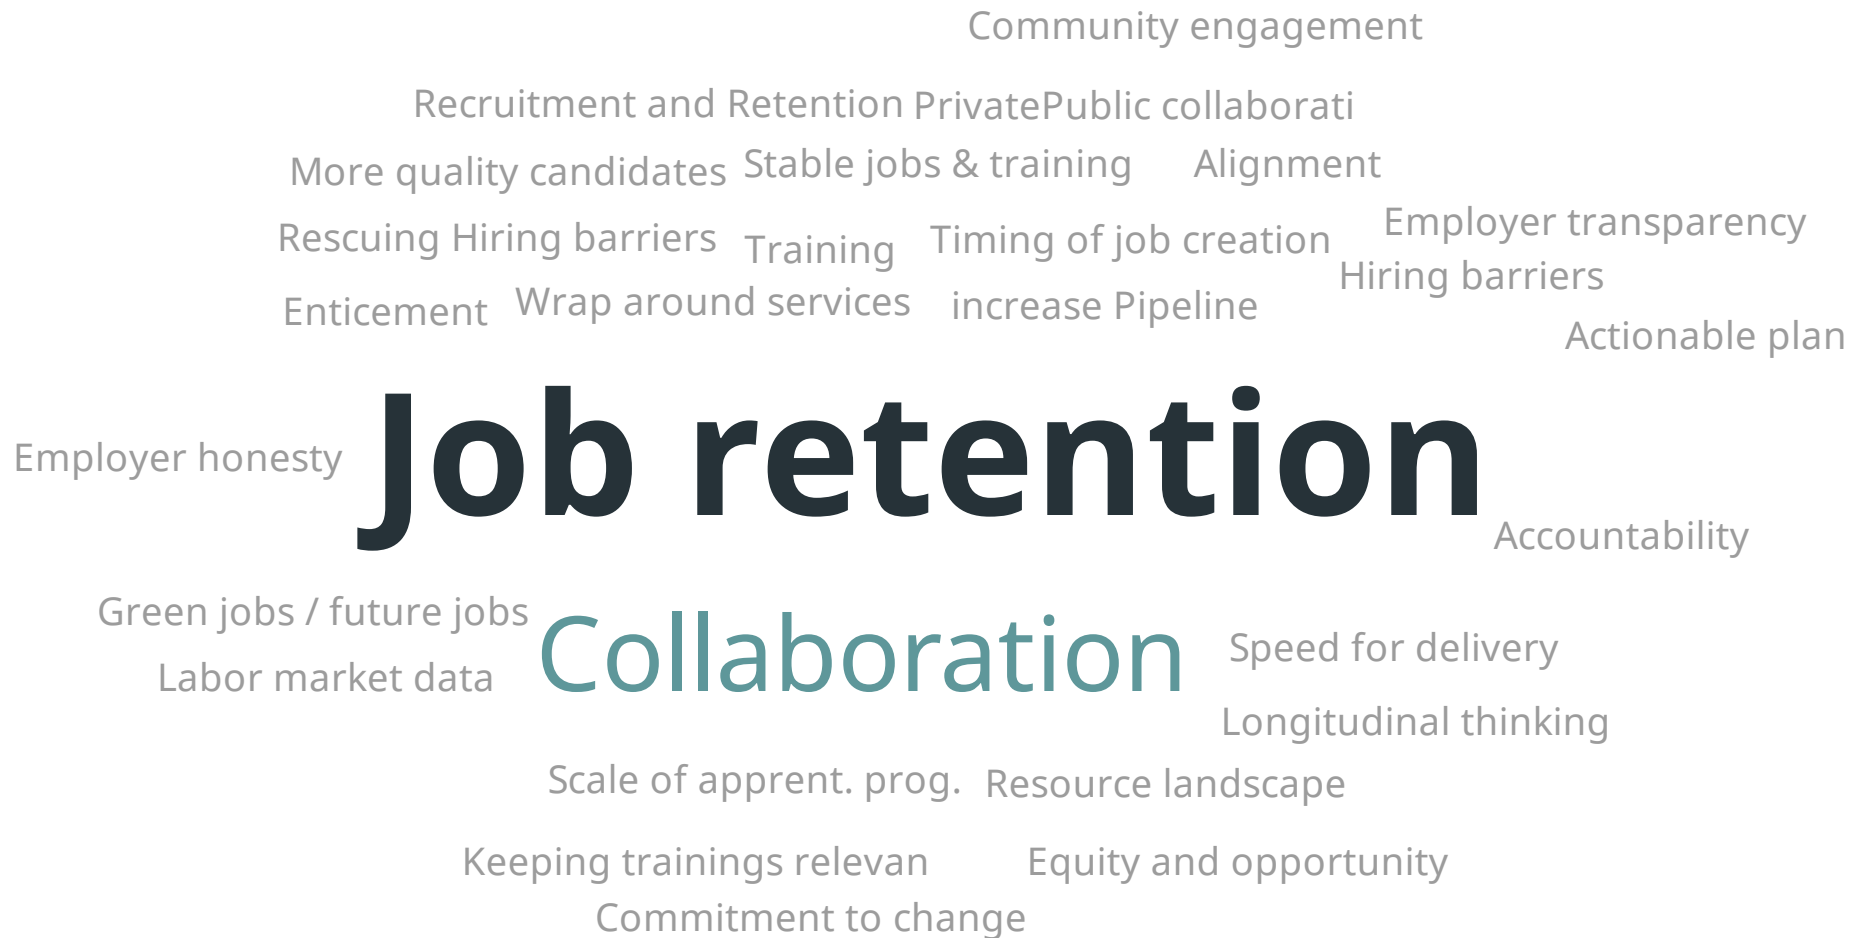 Community engagement
Recruitment and Retention
PrivatePublic collaborati
More quality candidates
Stable jobs & training
Alignment
Rescuing Hiring barriers
Training
Timing of job creation
Employer transparency
Hiring barriers
Enticement
Wrap around services
increase Pipeline
Actionable plan
Job retention
Employer honesty
Accountability
Green jobs / future jobs
Collaboration
Speed for delivery
Labor market data
Longitudinal thinking
Scale of apprent. prog.
Resource landscape
Keeping trainings relevan
Equity and opportunity
Commitment to change